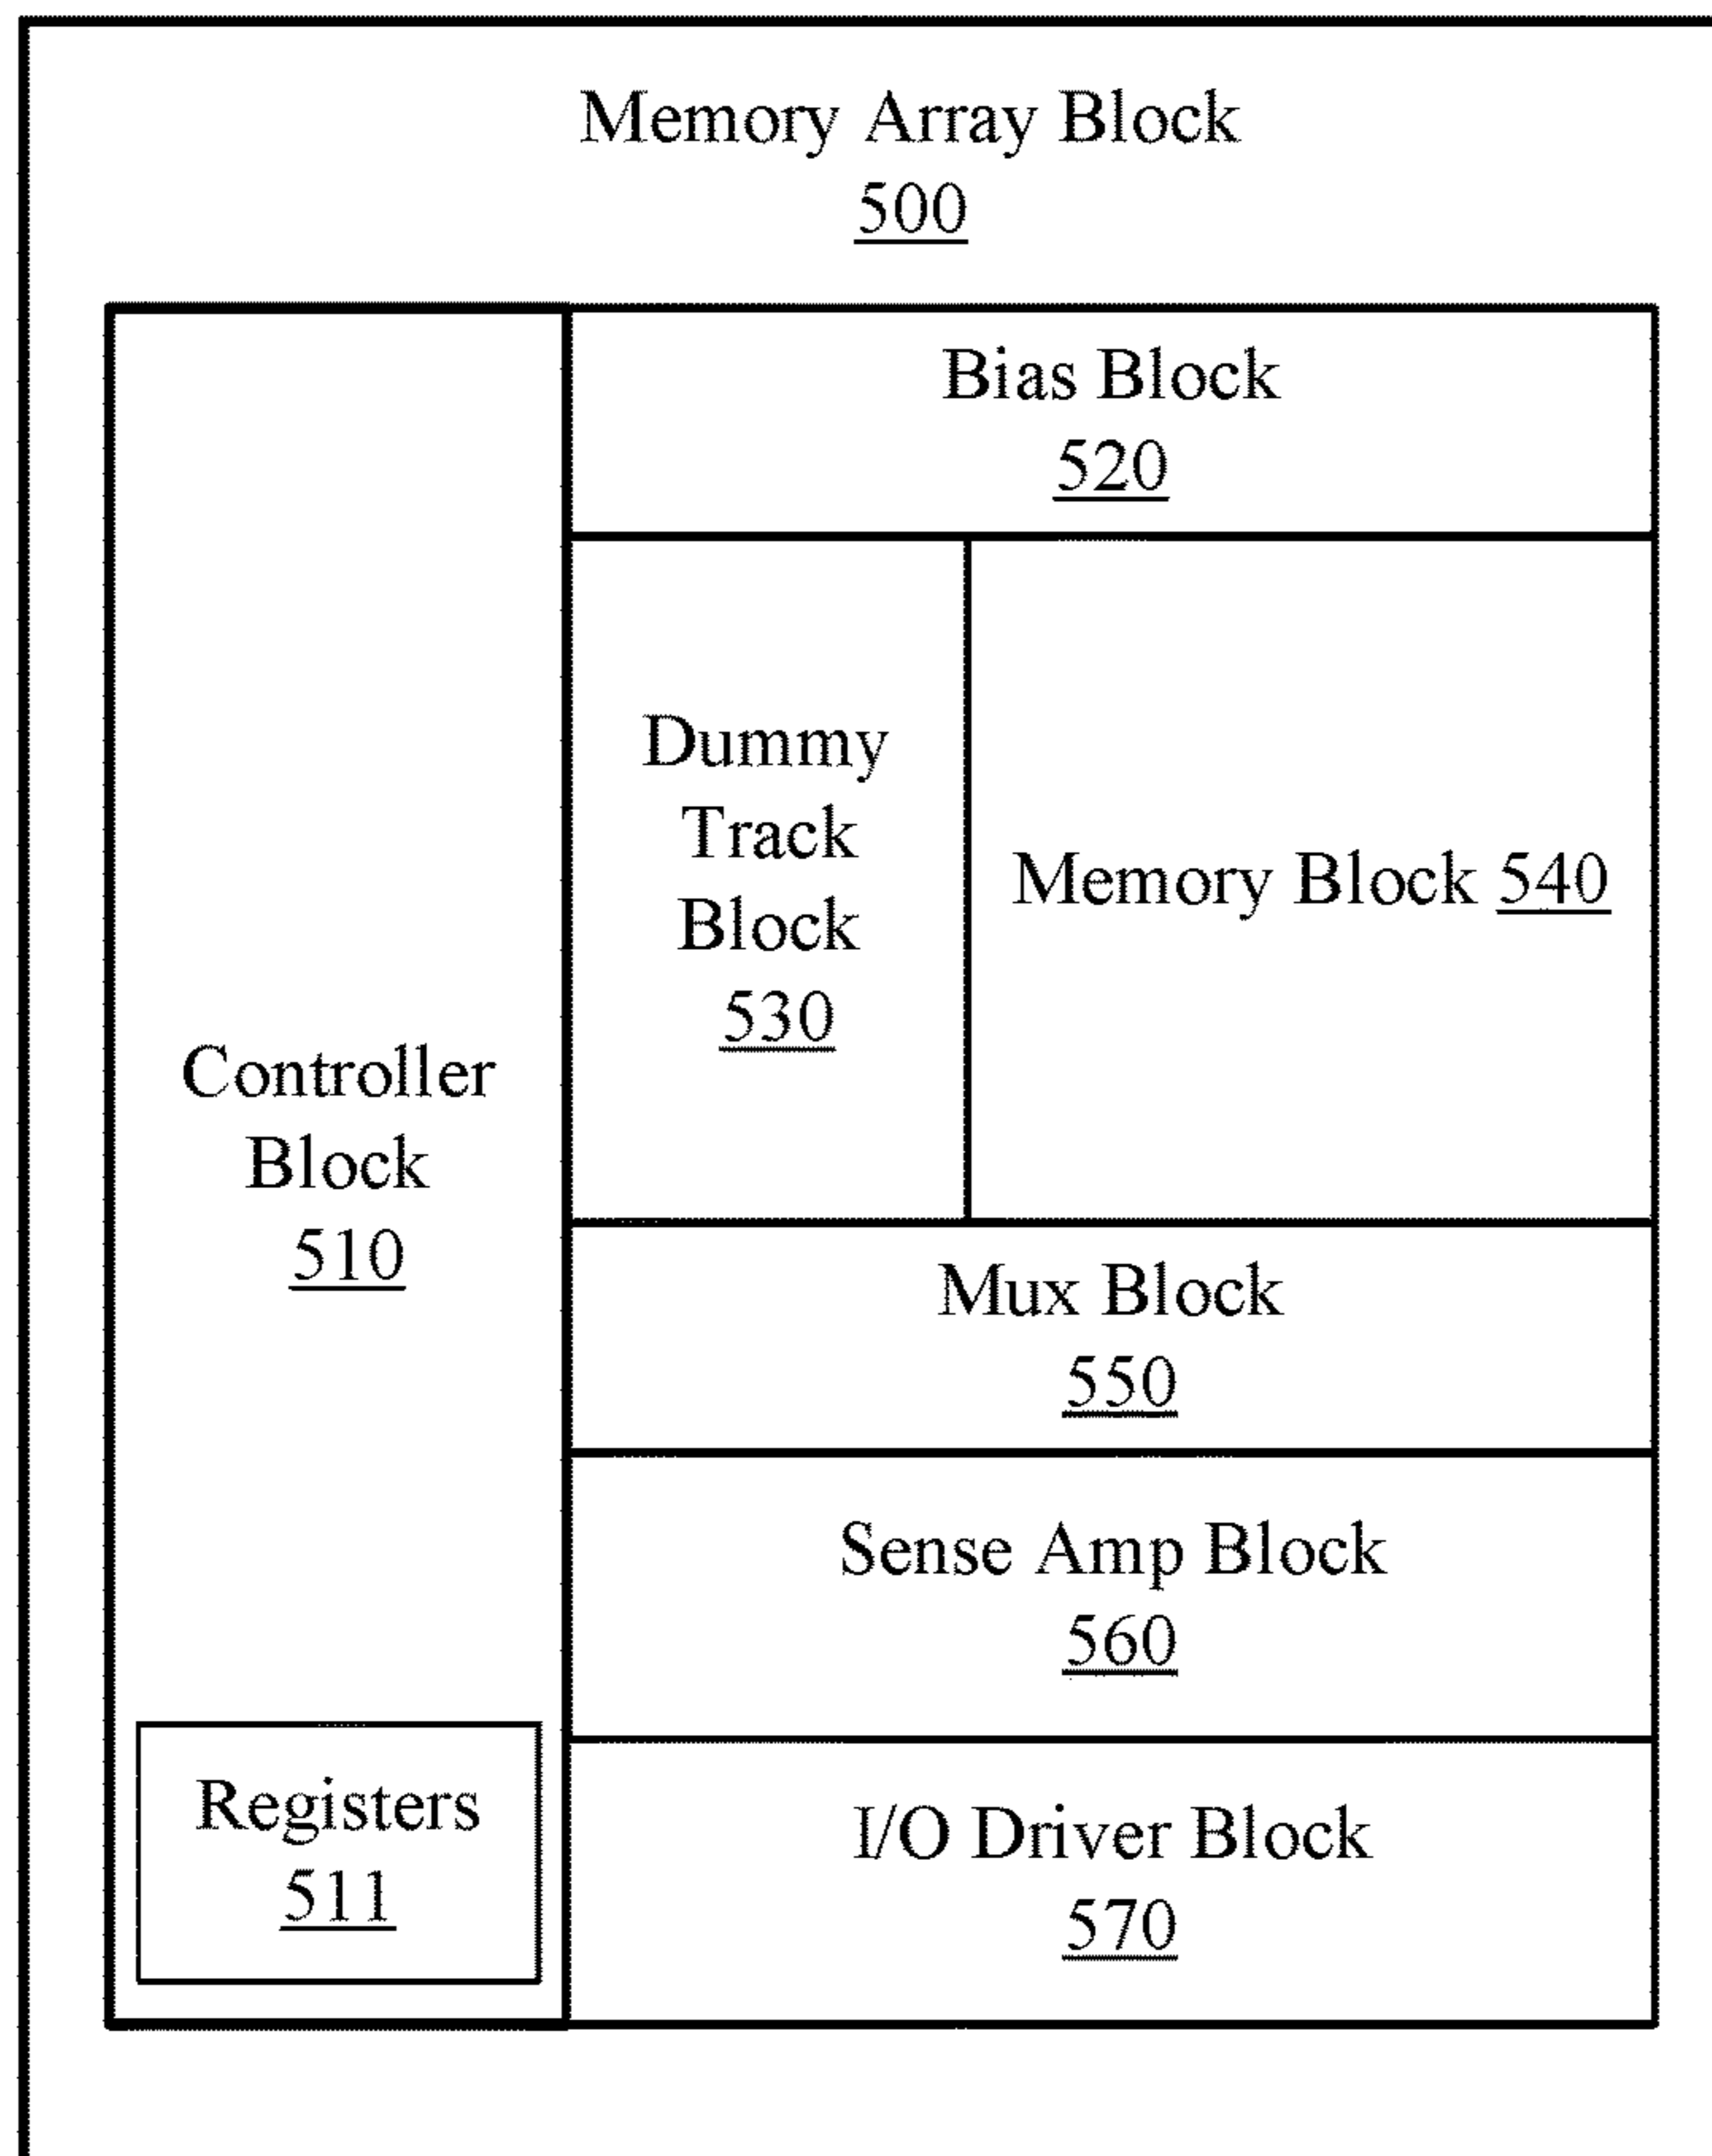 Memory Array Block
500
Bias Block
520
Dummy
Track
Block
530
Memory Block 540
Controller
Block
510
Mux Block
550
Sense Amp Block
560
Registers
511
I/O Driver Block
570